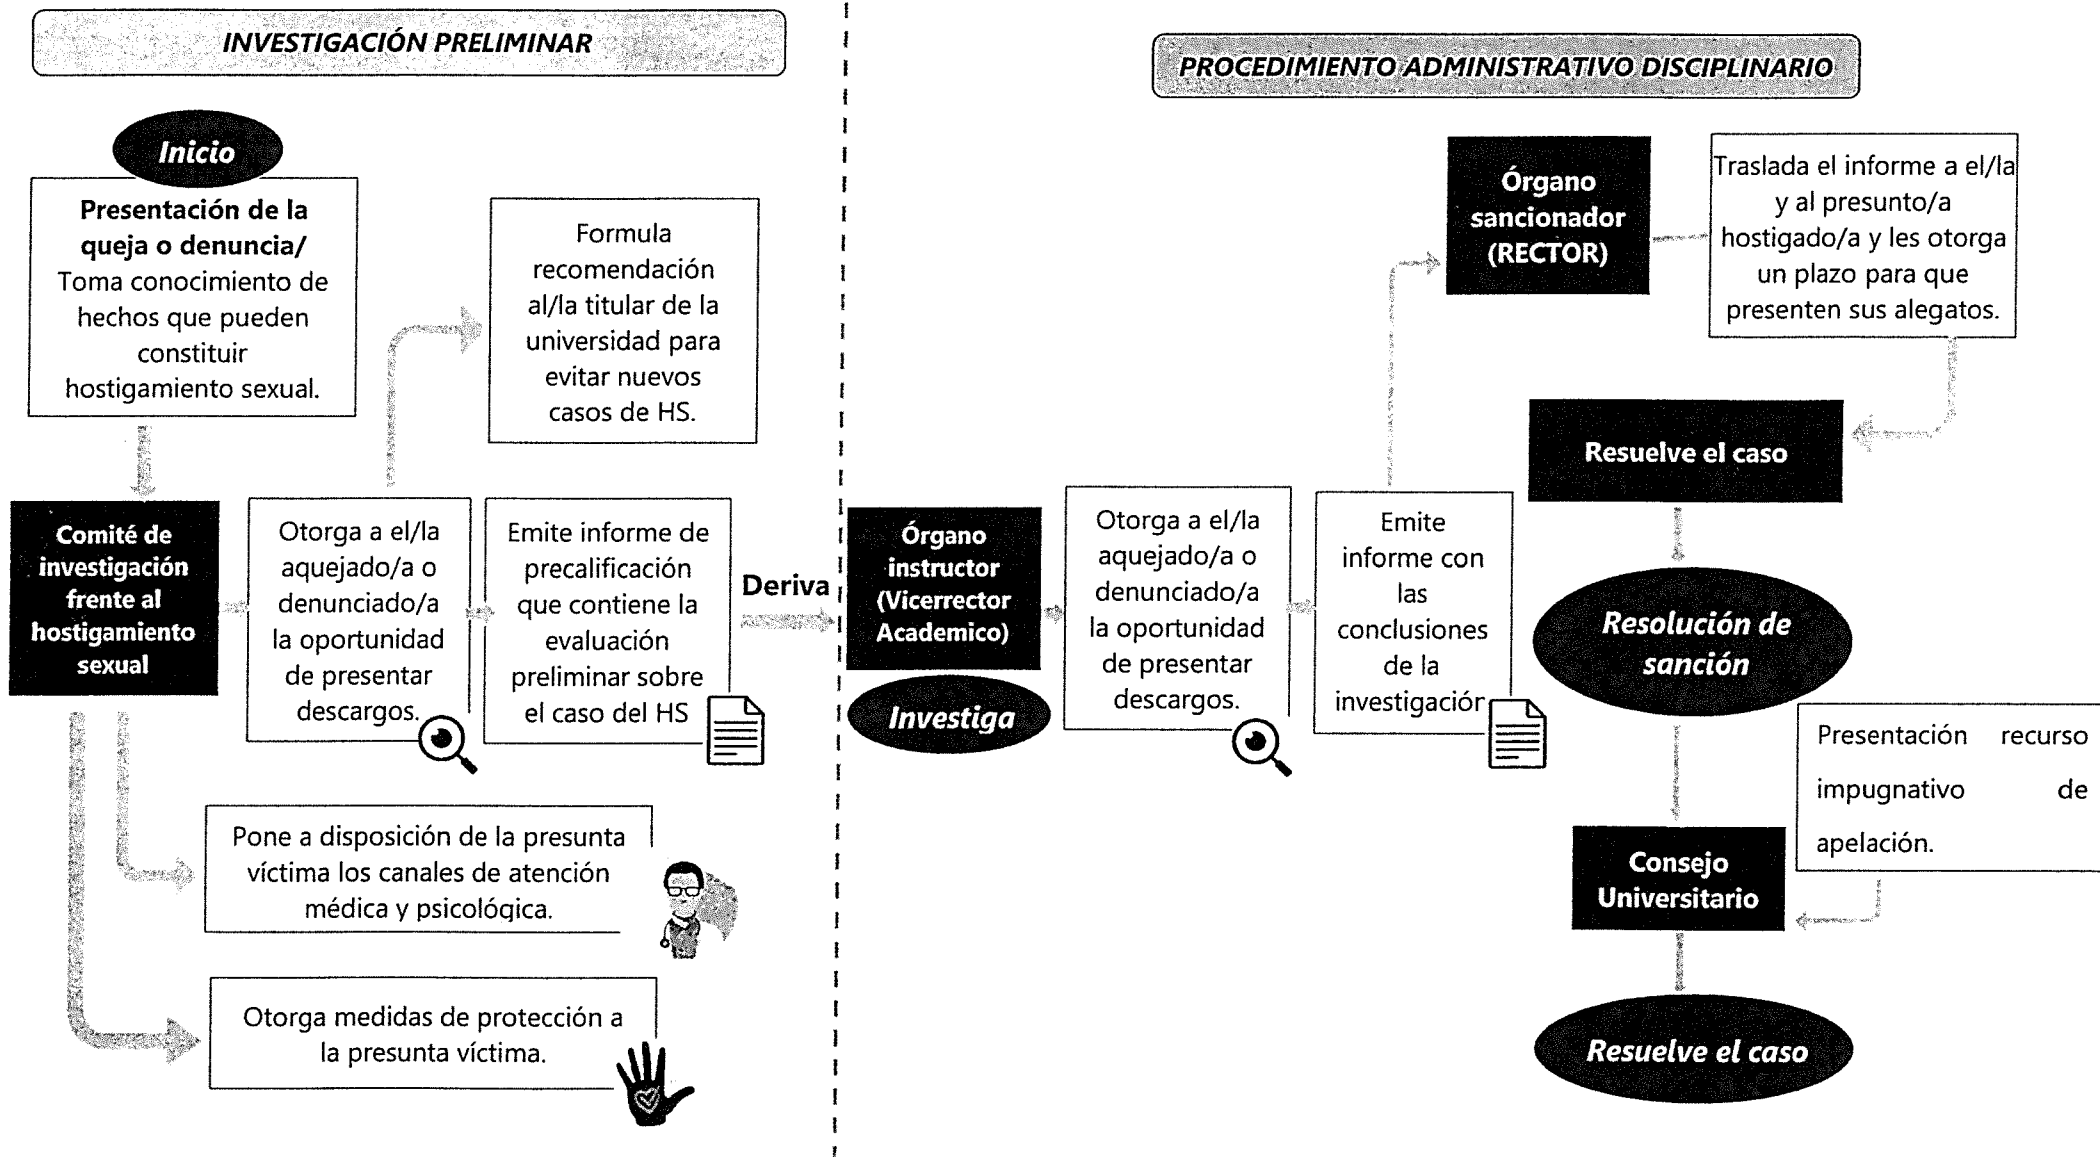 INVESTIGACIÓN PRELIMINAR
Inicio
Presentación de la
queja o denuncia/
Toma conocimiento de
hechos que pueden
constituir
hostigamiento sexual.
Formula
recomendación
al/la titular de la
universidad para
evitar nuevos
casos de HS.
Comité de
investigación
frente al
hostigamiento
sexual
Otorga a el/la
aquejado/a o
denunciado/a
la oportunidad
de presentar
descargos.
Emite informe de
precalificación
que contiene la
evaluación
preliminar sobre
el caso del HS
Deriva
Pone a disposición de la presunta
víctima los canales de atención
médica y psicológica.
Otorga medidas de protección a
la presunta víctima.
PROCEDIMIENTO ADMINISTRATIVO DISCIPLINARIO
Órgano
instructor
(Vicerrector
Academico)
Investiga
Otorga a el/la
aquejado/a o
denunciado/a
la oportunidad
de presentar
descargos.
Emite
informe con
las
conclusiones
de la
investigación
Órgano
sancionador
(RECTOR)
Traslada el informe a el/la
y al presunto/a
hostigado/a y les otorga
un plazo para que
presenten sus alegatos.
Resuelve el caso
Resolución de
sanción
Presentación recurso
impugnativo de
apelación.
Consejo
Universitario
Resuelve el caso